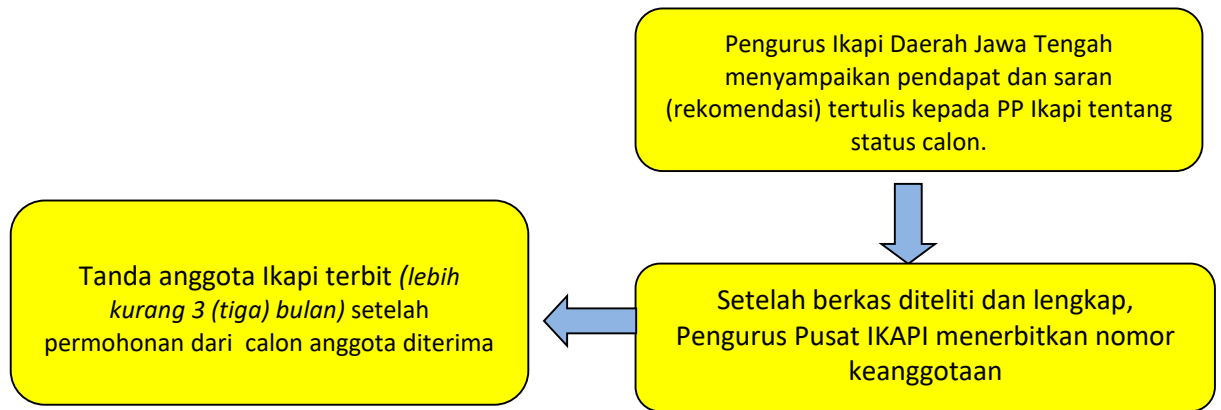 Pengurus Ikapi Daerah Jawa Tengah
menyampaikan pendapat dan saran
(rekomendasi) tertulis kepada PP Ikapi tentang
status calon.
Setelah berkas diteliti dan lengkap,
Pengurus Pusat IKAPI menerbitkan nomor
keanggotaan
Tanda anggota Ikapi terbit (lebih
kurang 3 (tiga) bulan) setelah
permohonan dari calon anggota diterima